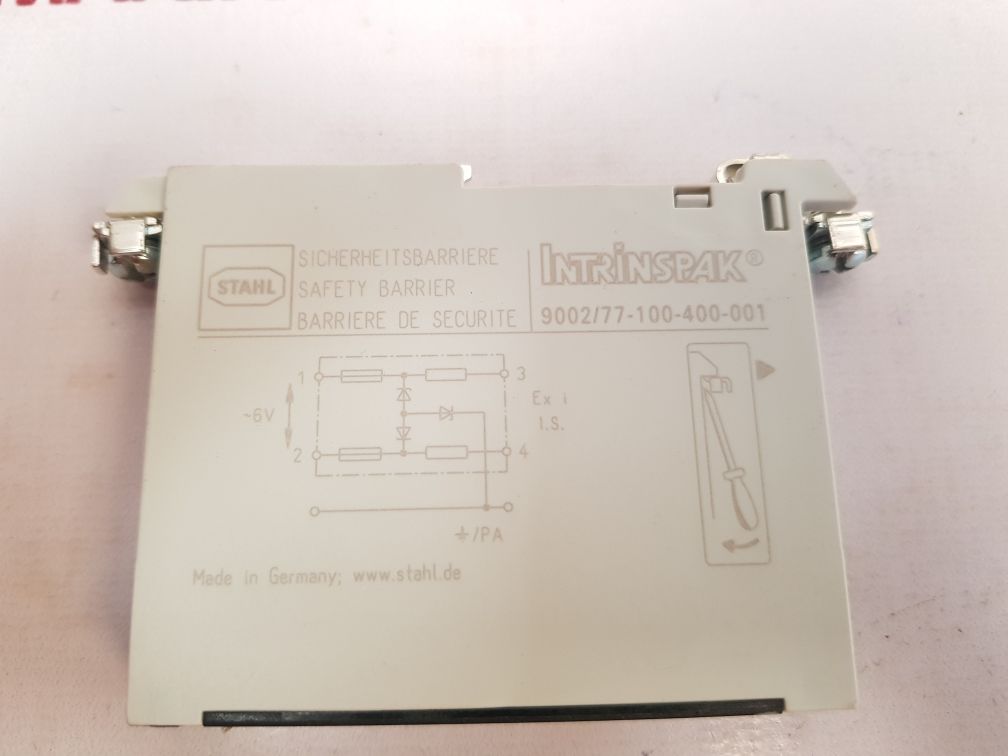 STAHL
SICHERHEITSBARRIERE
SAFETY BARRIER
BARRIERE DE SECURITE
INTRINSPAK®
9002/77-100-400-001
1
3
~6V
Ex i
I.S.
2
4
⏚/PA
Made in Germany; www.stahl.de